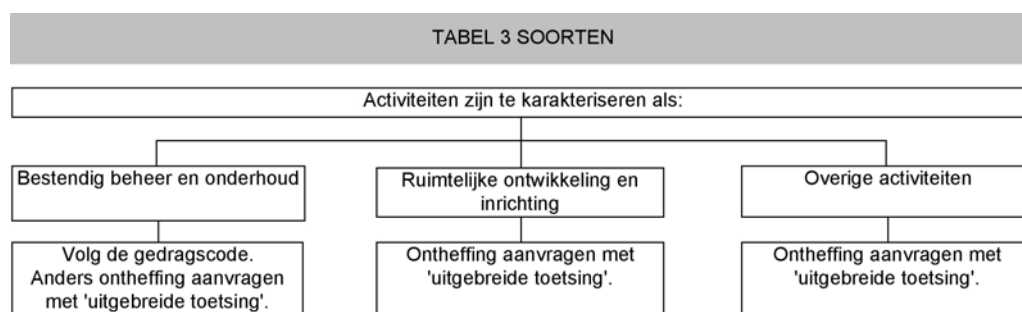 TABEL 3 SOORTEN
Activiteiten zijn te karakteriseren als:
Bestendig beheer en onderhoud
Ruimtelijke ontwikkeling en
inrichting
Overige activiteiten
Volg de gedragscode.
Anders ontheffing aanvragen
met 'uitgebreide toetsing'.
Ontheffing aanvragen met
'uitgebreide toetsing'.
Ontheffing aanvragen met
'uitgebreide toetsing'.